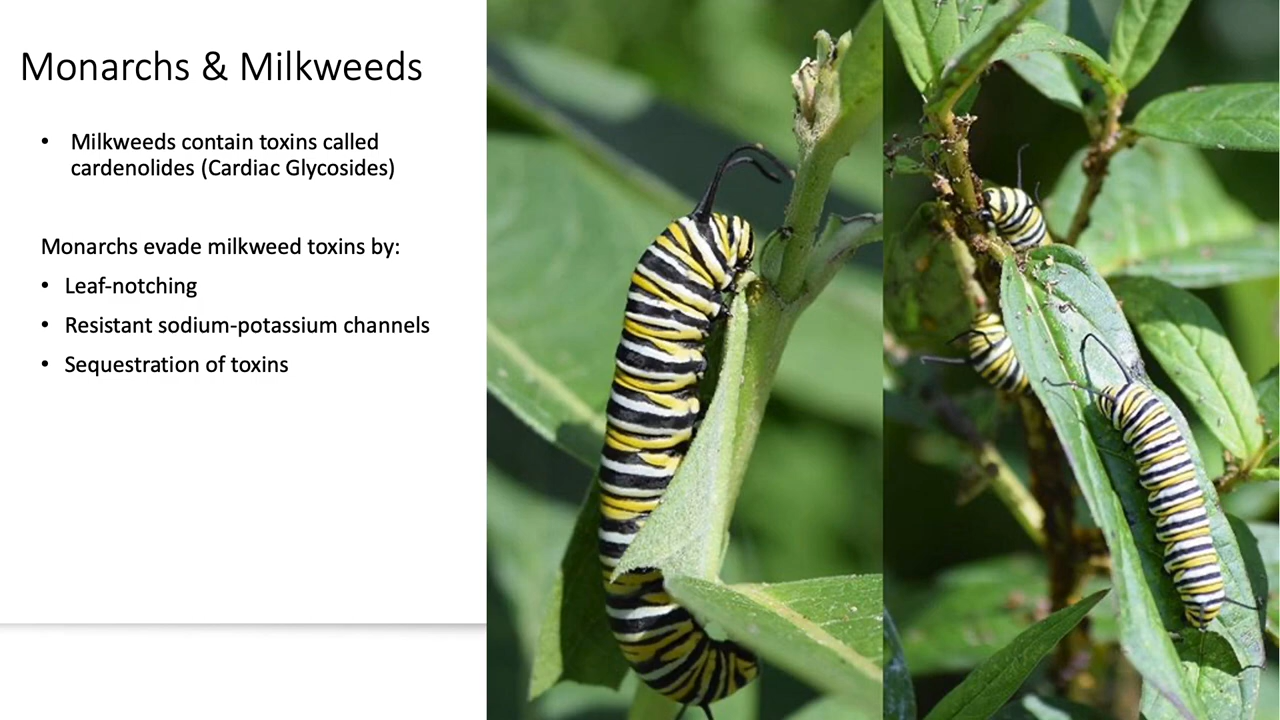 Monarchs & Milkweeds
• Milkweeds contain toxins called
cardenolides (Cardiac Glycosides)
Monarchs evade milkweed toxins by:
• Leaf-notching
• Resistant sodium-potassium channels
• Sequestration of toxins